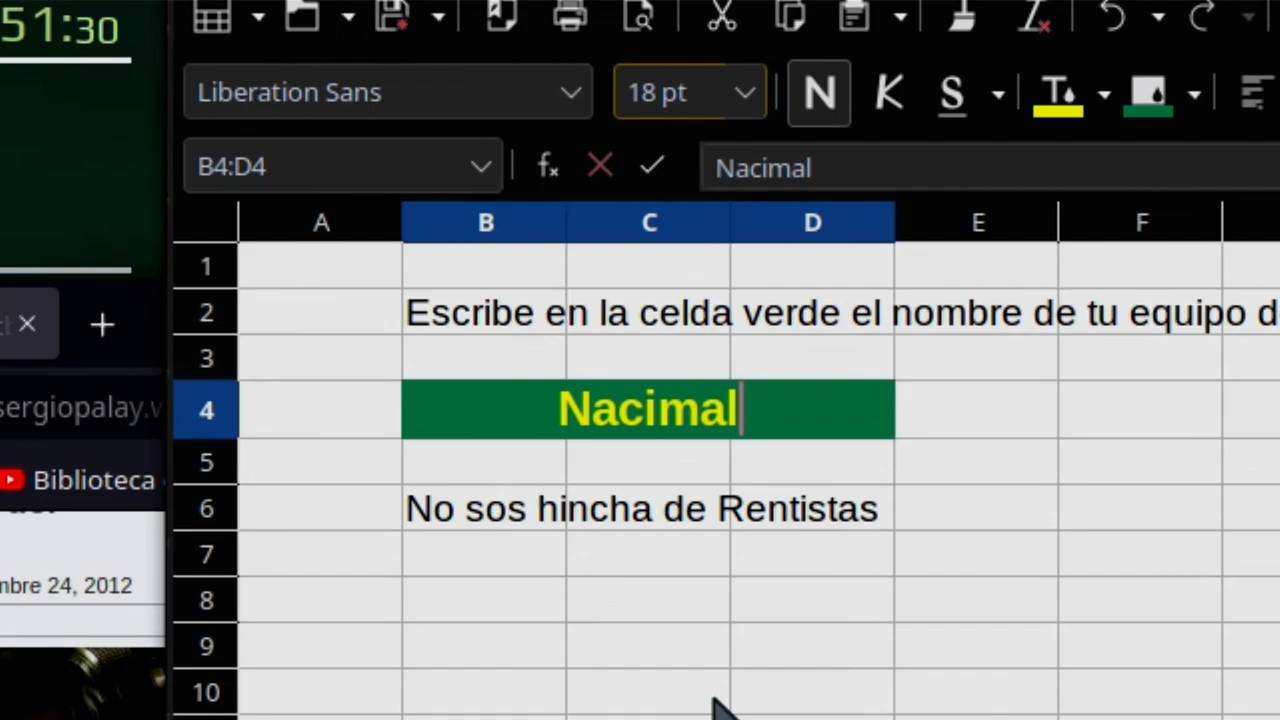 51:30
Liberation Sans
18 pt
N K S
B4:D4
Nacimal
A B C D E F
1
2 Escribe en la celda verde el nombre de tu equipo d
3
4 Nacimal
5
6 No sos hincha de Rentistas
7
8
9
10
sergiopalay.v
Biblioteca
mbre 24, 2012